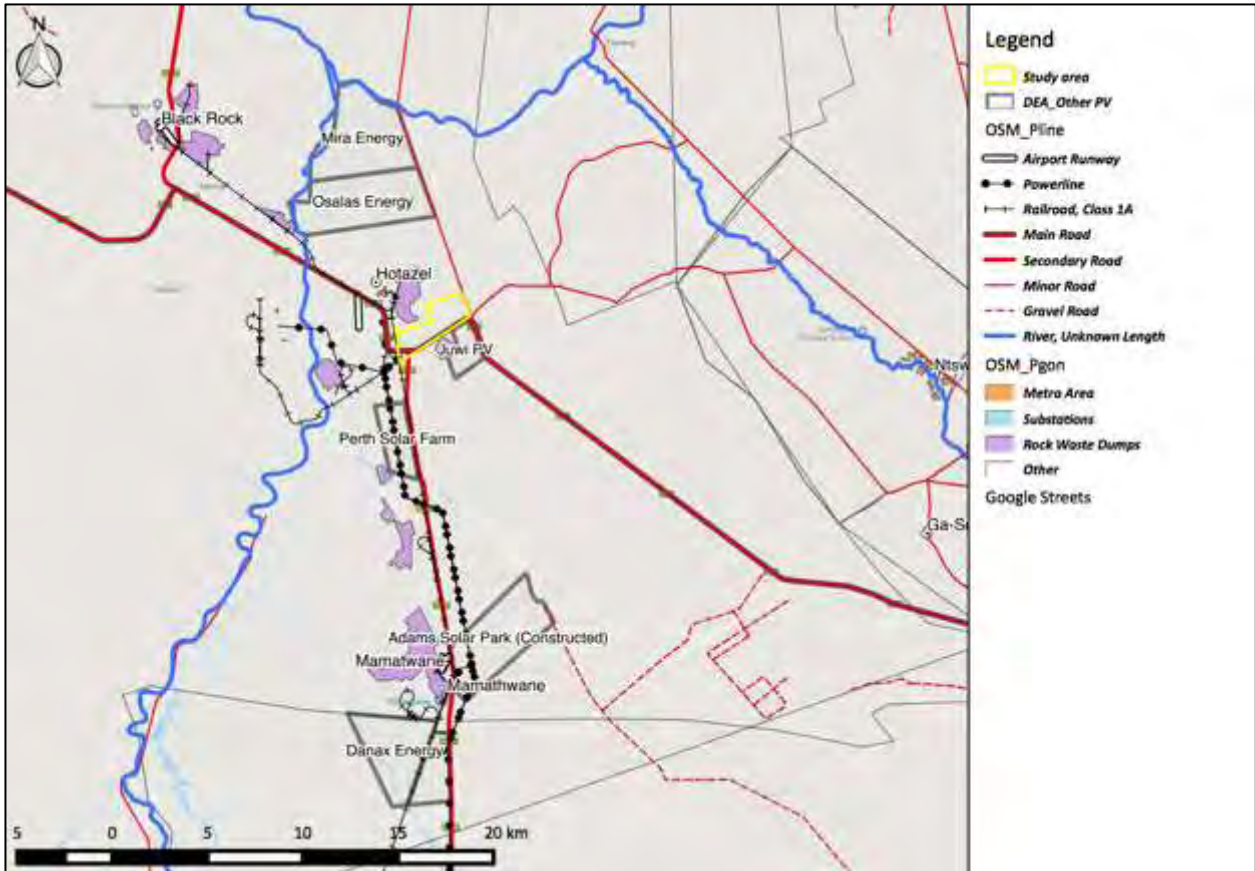 N
Black Rock
Mira Energy
Osalas Energy
Hotazel
Juwi PV
Ntsw
Perth Solar Farm
Adams Solar Park (Constructed)
Mamatwane
Mamathwane
Danax Energy
5 0 5 10 15 20 km
Legend
Study area
DEA_Other PV
OSM_Pline
Airport Runway
Powerline
Railroad, Class 1A
Main Road
Secondary Road
Minor Road
Gravel Road
River, Unknown Length
OSM_Pgon
Metro Area
Substations
Rock Waste Dumps
Other
Google Streets